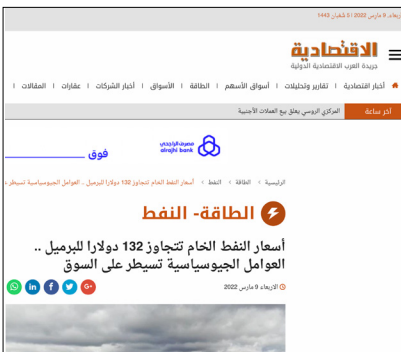 الأربعاء, 9 مارس 2022 | 5 شعبان 1443
الاقتصادية
جريدة العرب الاقتصادية الدولية
أخبار اقتصادية | تقارير وتحليلات | أسواق الأسهم | الطاقة | الأسواق | أخبار الشركات | عقارات | المقالات |
آخر ساعة المركزي الروسي يعلق بيع العملات الأجنبية
مصرف الراجحي
alrajhi bank
فوق
الرئيسية > الطاقة > النفط > أسعار النفط الخام تتجاوز 132 دولارا للبرميل .. العوامل الجيوسياسية تسيطر
الطاقة- النفط
أسعار النفط الخام تتجاوز 132 دولارا للبرميل ..
العوامل الجيوسياسية تسيطر على السوق
الاربعاء 9 مارس 2022